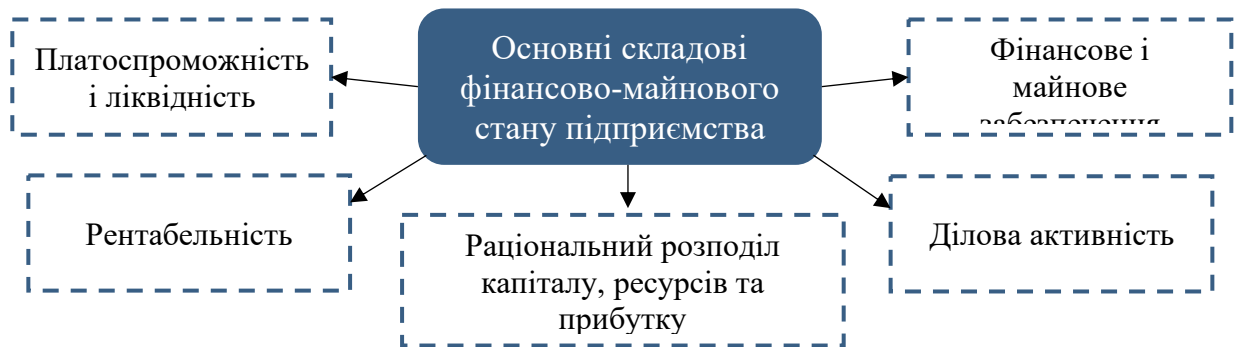 Основні складові
фінансово-майнового
стану підприємства
Платоспроможність
і ліквідність
Фінансове і
майнове
забезпечення
Рентабельність
Раціональний розподіл
капіталу, ресурсів та
прибутку
Ділова активність